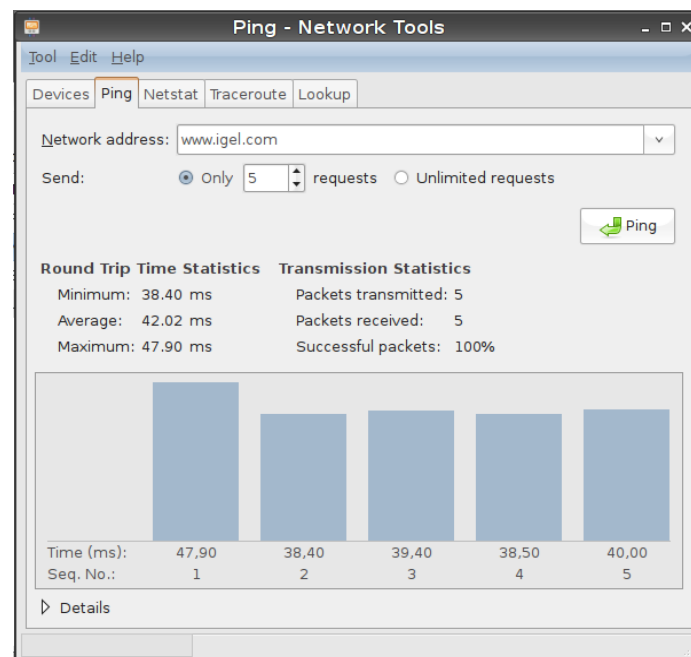 Ping - Network Tools
Tool Edit Help
Devices Ping Netstat Traceroute Lookup
Network address: www.igel.com
Send: Only 5 requests Unlimited requests
Ping
Round Trip Time Statistics Transmission Statistics
Minimum: 38.40 ms Packets transmitted: 5
Average: 42.02 ms Packets received: 5
Maximum: 47.90 ms Successful packets: 100%
Time (ms): 47,90 38,40 39,40 38,50 40,00
Seq. No.: 1 2 3 4 5
Details